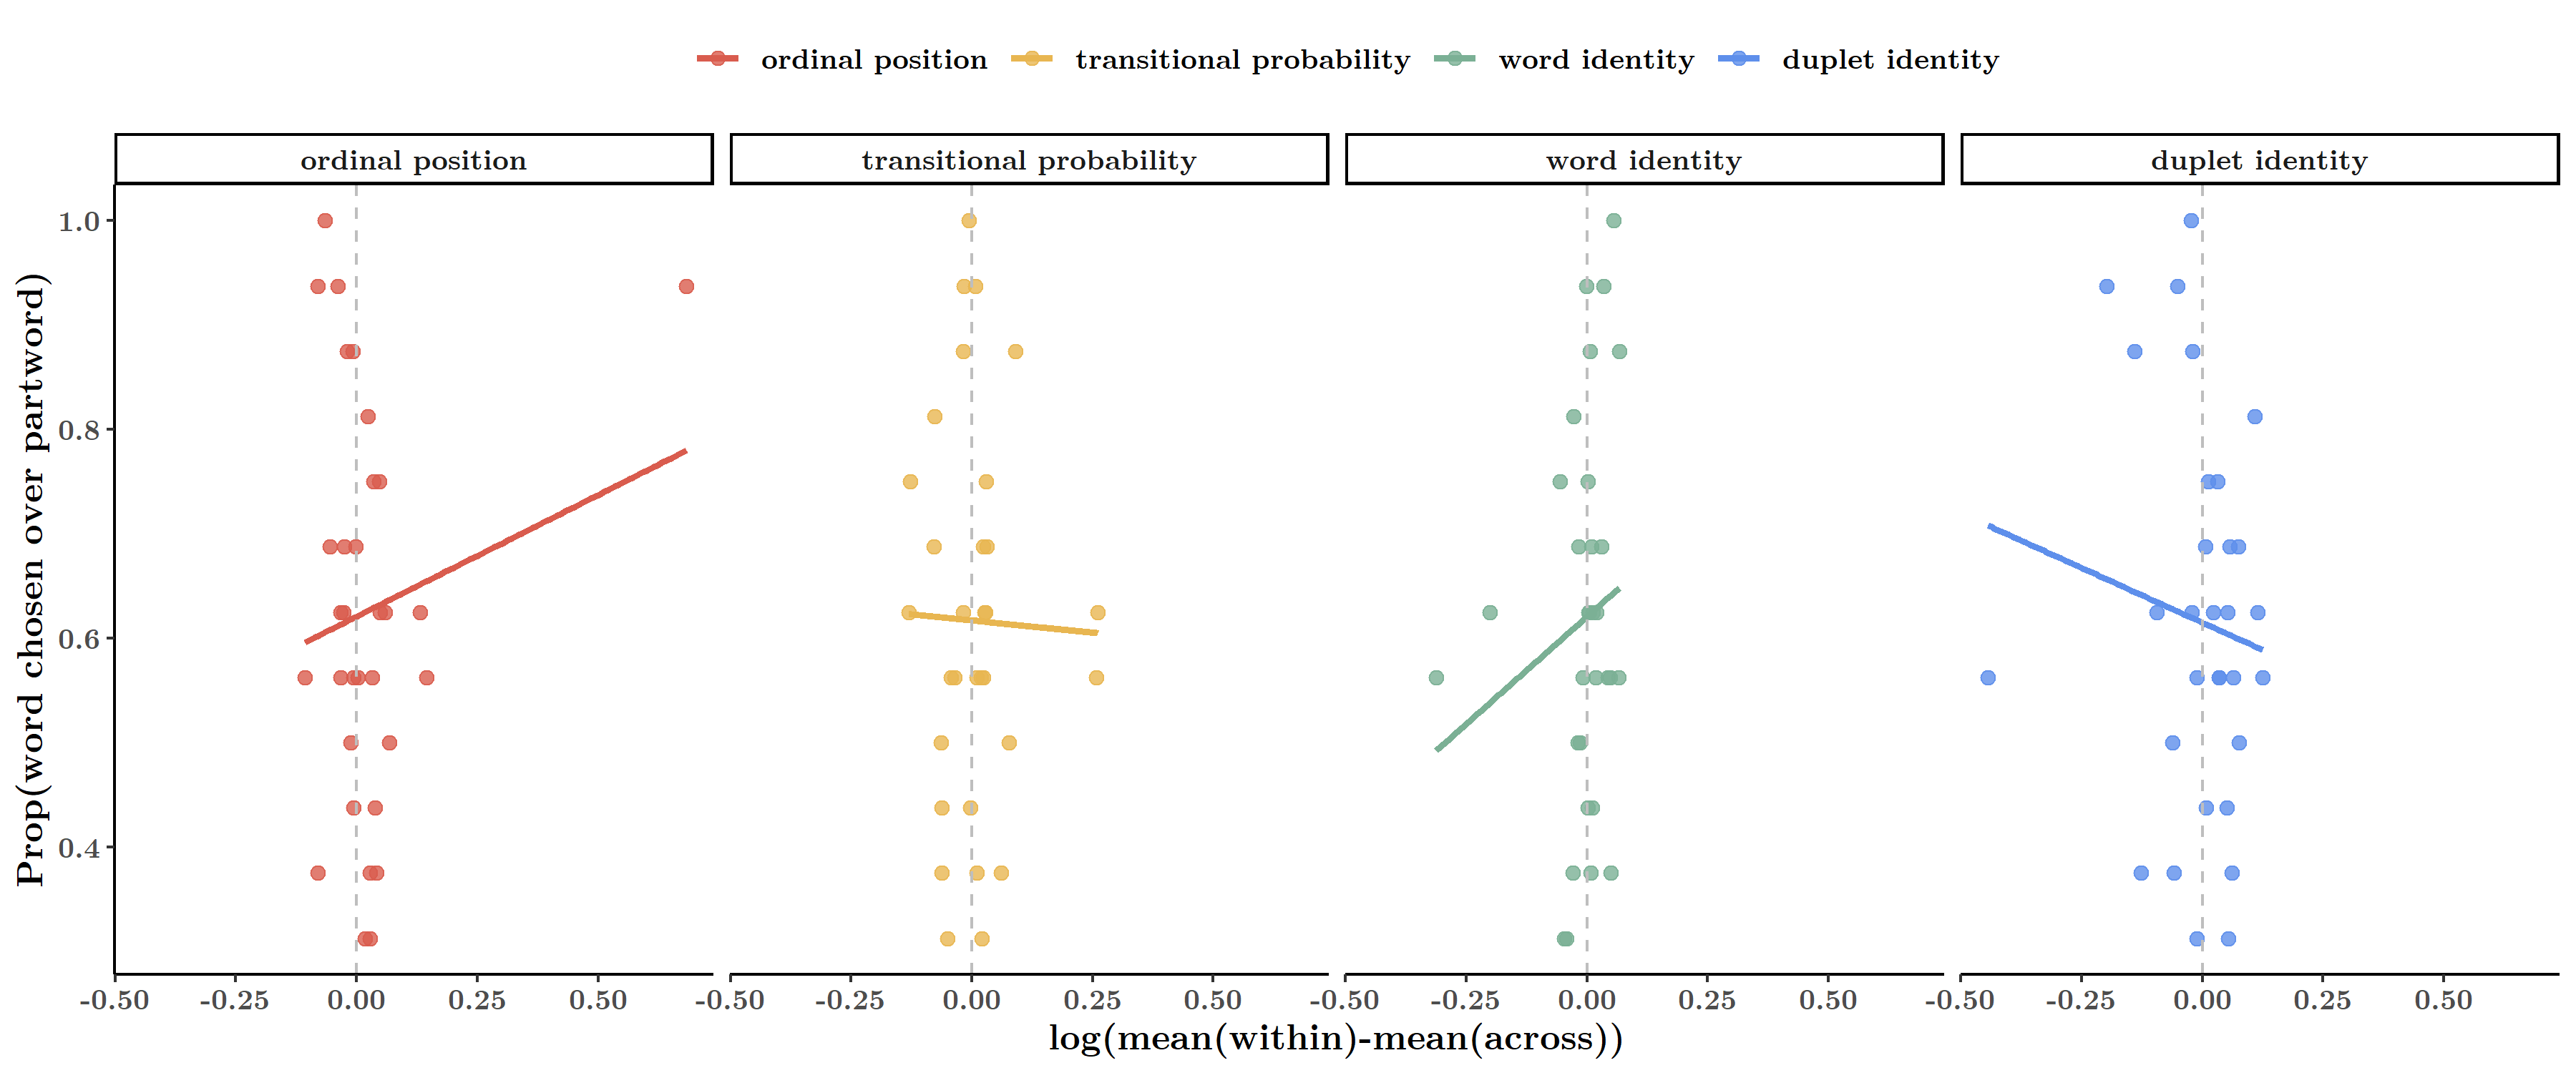 ordinal position transitional probability word identity duplet identity
ordinal position transitional probability word identity duplet identity
1.0
0.8
0.6
0.4
Prop(word chosen over partword)
-0.50 -0.25 0.00 0.25 0.50 -0.50 -0.25 0.00 0.25 0.50 -0.50 -0.25 0.00 0.25 0.50 -0.50 -0.25 0.00 0.25 0.50
log(mean(within)-mean(across))